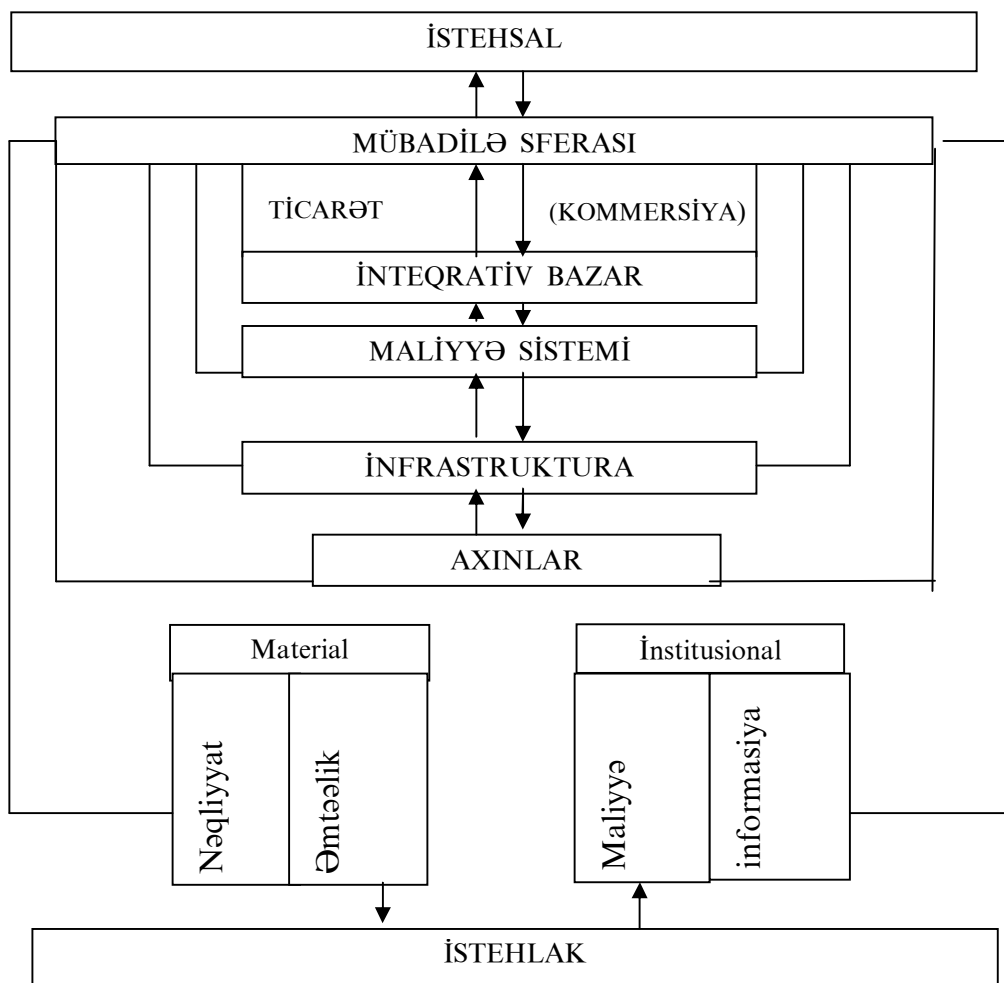 İSTEHSAL
MÜBADİLƏ SFERASI
TİCARƏT (KOMMERSİYA)
İNTEQRATİV BAZAR
MALİYYƏ SİSTEMİ
İNFRASTRUKTURA
AXINLAR
Material
İnstitusional
Nəqliyyat
Əmtəəlik
Maliyyə
informasiya
İSTEHLAK